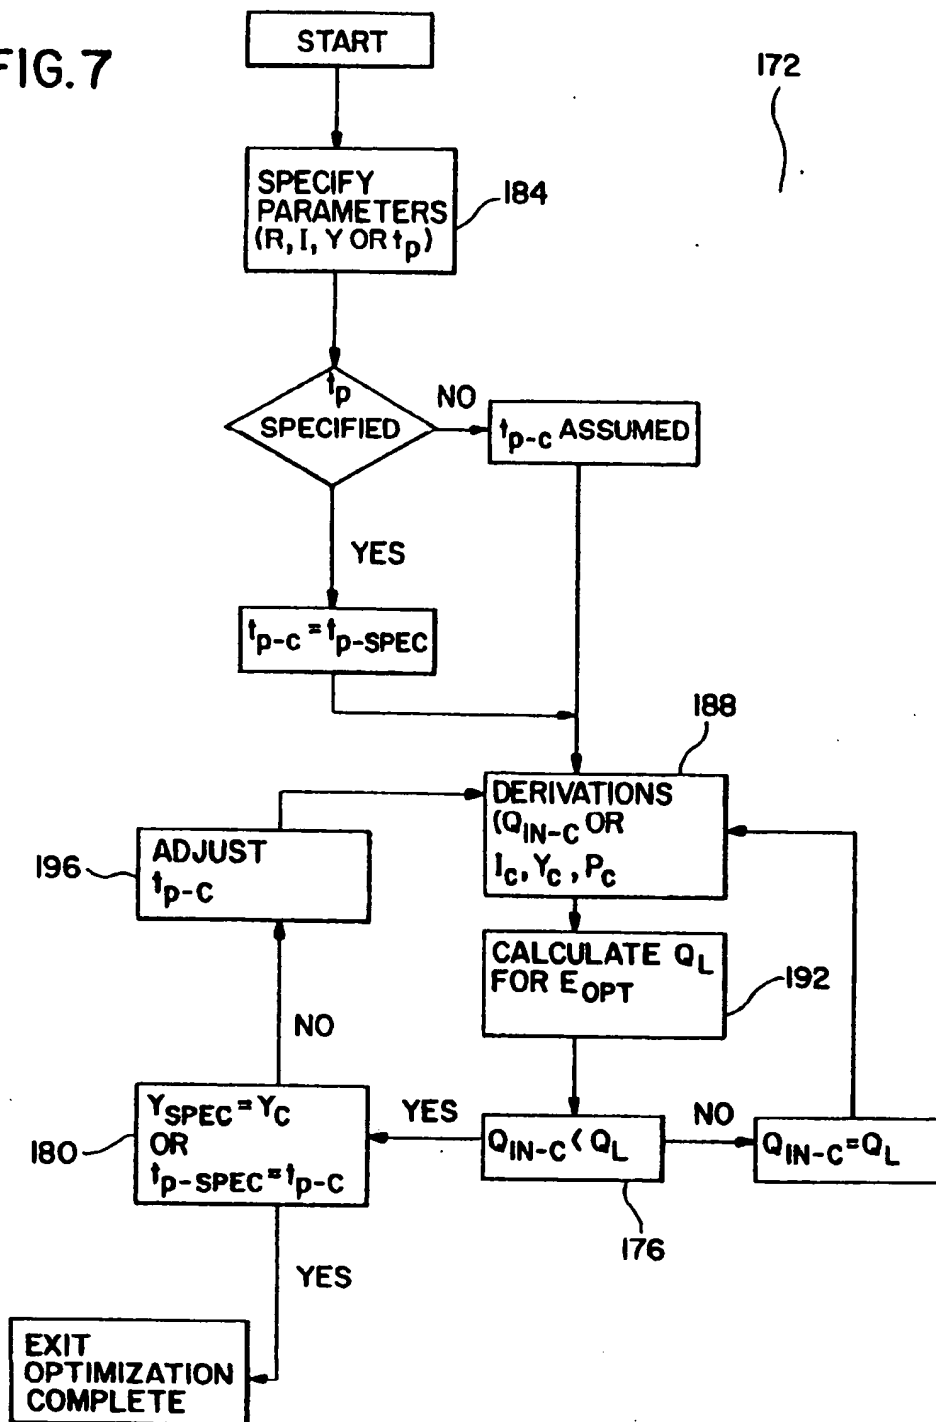 FIG. 7
START
172
SPECIFY
PARAMETERS
(R, I, Y OR tp)
184
tp
SPECIFIED
NO
tp-c ASSUMED
YES
tp-c = tp-SPEC
188
DERIVATIONS
(QIN-C OR
Ic, Yc, Pc
ADJUST
tp-C
196
CALCULATE QL
FOR EOPT
192
NO
YSPEC = YC
OR
tp-SPEC = tp-C
180
YES
QIN-C < QL
NO
QIN-C = QL
176
YES
EXIT
OPTIMIZATION
COMPLETE